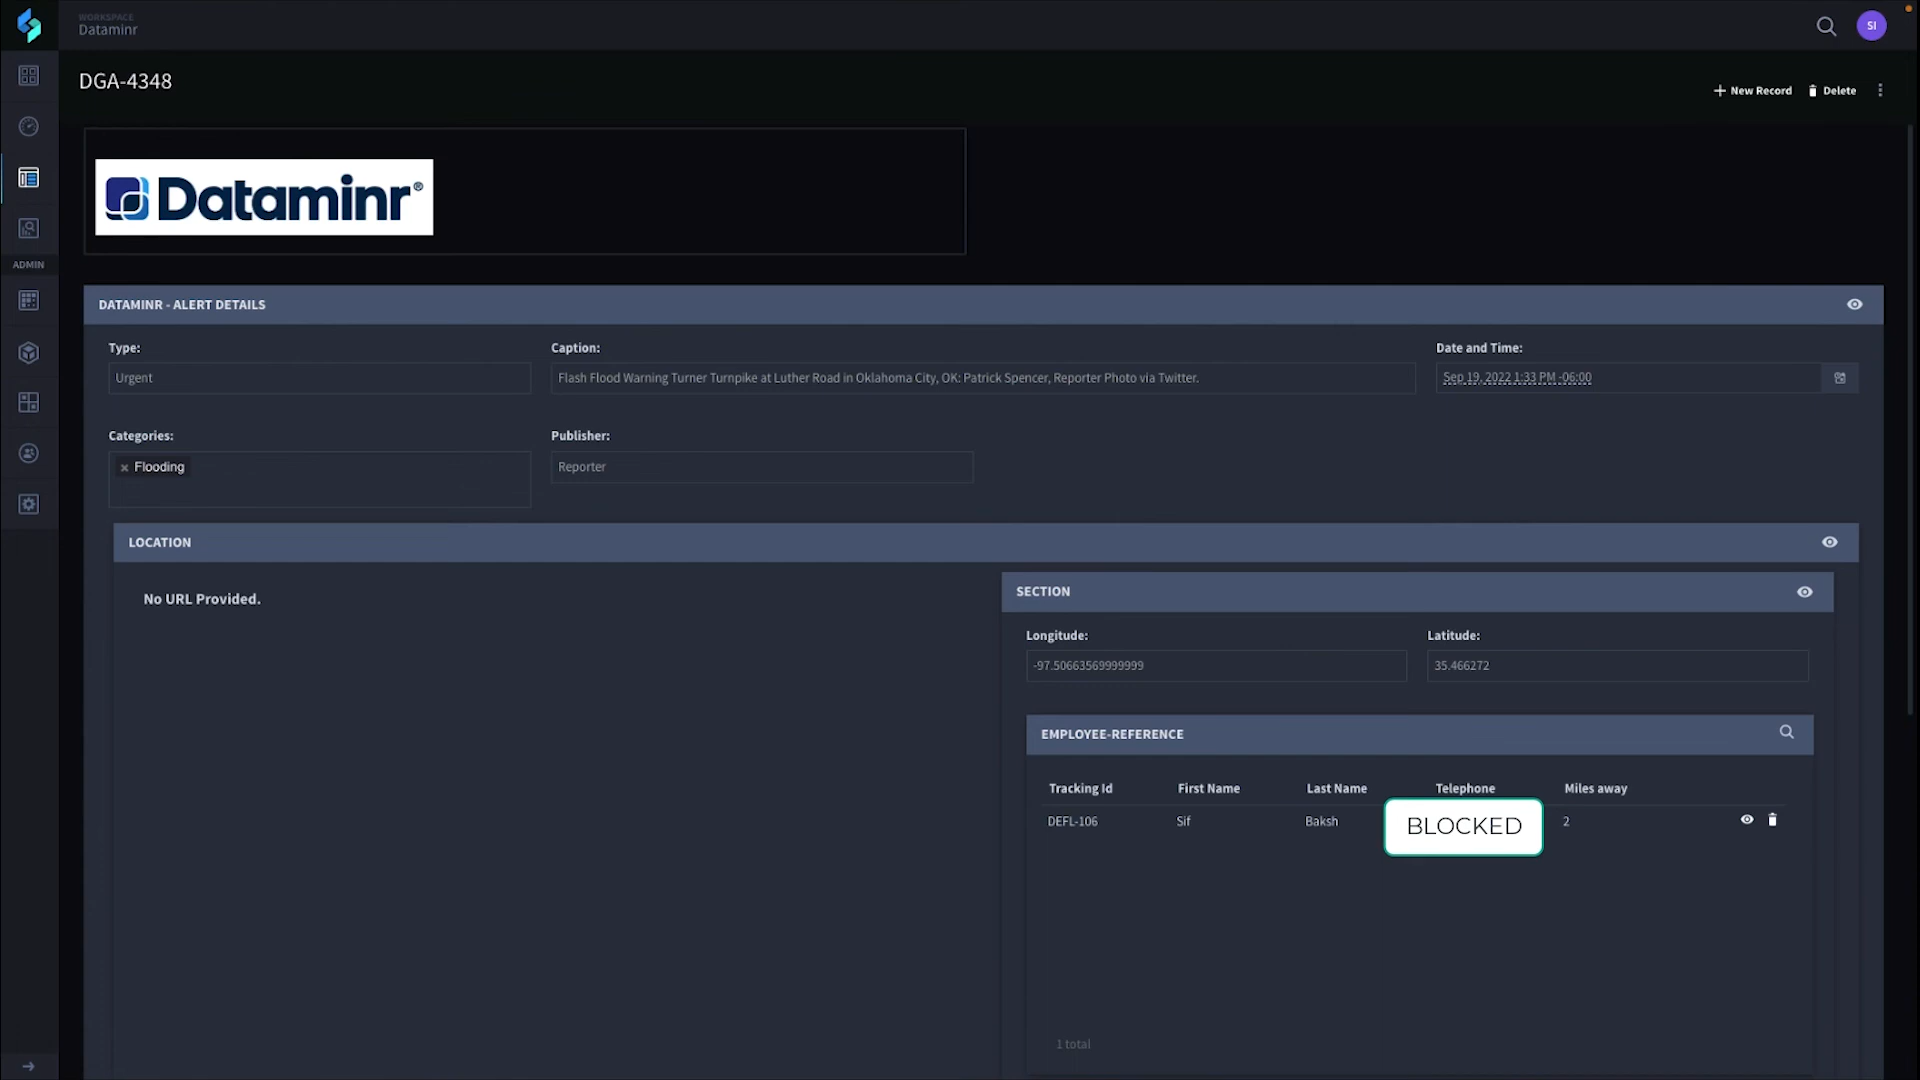 WORKSPACE
Dataminr
SI
DGA-4348
New Record
Delete
Dataminr®
DATAMINR - ALERT DETAILS
Type:
Caption:
Date and Time:
Urgent
Flash Flood Warning Turner Turnpike at Luther Road in Oklahoma City, OK: Patrick Spencer, Reporter Photo via Twitter.
Sep 19, 2022 1:33 PM -06:00
Categories:
Publisher:
Flooding
Reporter
ADMIN
LOCATION
No URL Provided.
SECTION
Longitude:
Latitude:
-97.50663569999999
35.466272
EMPLOYEE-REFERENCE
Tracking Id First Name Last Name Telephone Miles away
DEFL-106 Sif Baksh BLOCKED 2
1 total